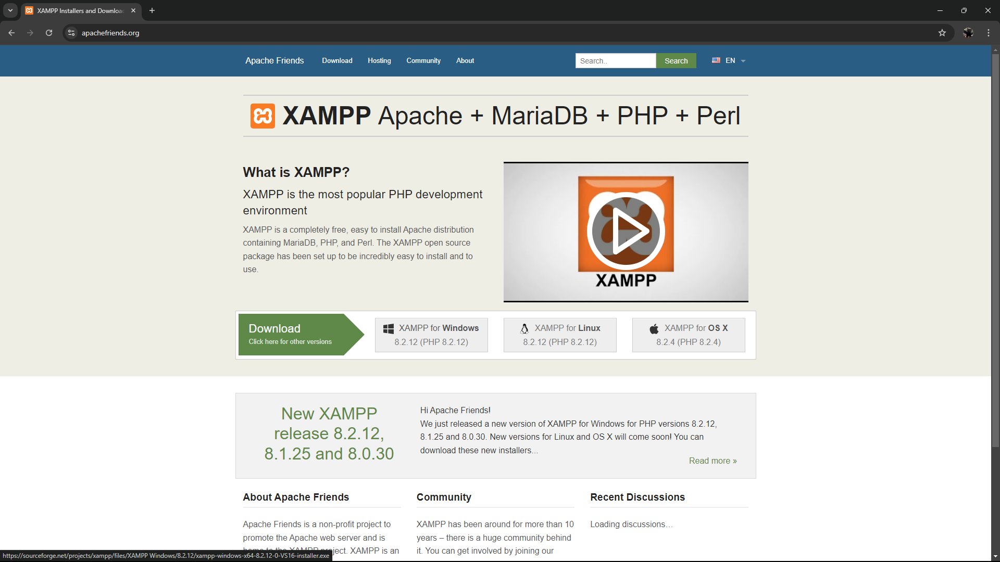 XAMPP Installers and Downloa
apachefriends.org
Apache Friends
Download
Hosting
Community
About
Search..
Search
EN
XAMPP Apache + MariaDB + PHP + Perl
What is XAMPP?
XAMPP is the most popular PHP development
environment
XAMPP is a completely free, easy to install Apache distribution
containing MariaDB, PHP, and Perl. The XAMPP open source
package has been set up to be incredibly easy to install and to
use.
XAMPP
Download
Click here for other versions
XAMPP for Windows
8.2.12 (PHP 8.2.12)
XAMPP for Linux
8.2.12 (PHP 8.2.12)
XAMPP for OS X
8.2.4 (PHP 8.2.4)
New XAMPP
release 8.2.12,
8.1.25 and 8.0.30
Hi Apache Friends!
We just released a new version of XAMPP for Windows for PHP versions 8.2.12,
8.1.25 and 8.0.30. New versions for Linux and OS X will come soon! You can
download these new installers...
Read more »
About Apache Friends
Apache Friends is a non-profit project to
promote the Apache web server and is
home to the XAMPP project. XAMPP is an
Community
XAMPP has been around for more than 10
years – there is a huge community behind
it. You can get involved by joining our
Recent Discussions
Loading discussions…
https://sourceforge.net/projects/xampp/files/XAMPP Windows/8.2.12/xampp-windows-x64-8.2.12-0-VS16-installer.exe